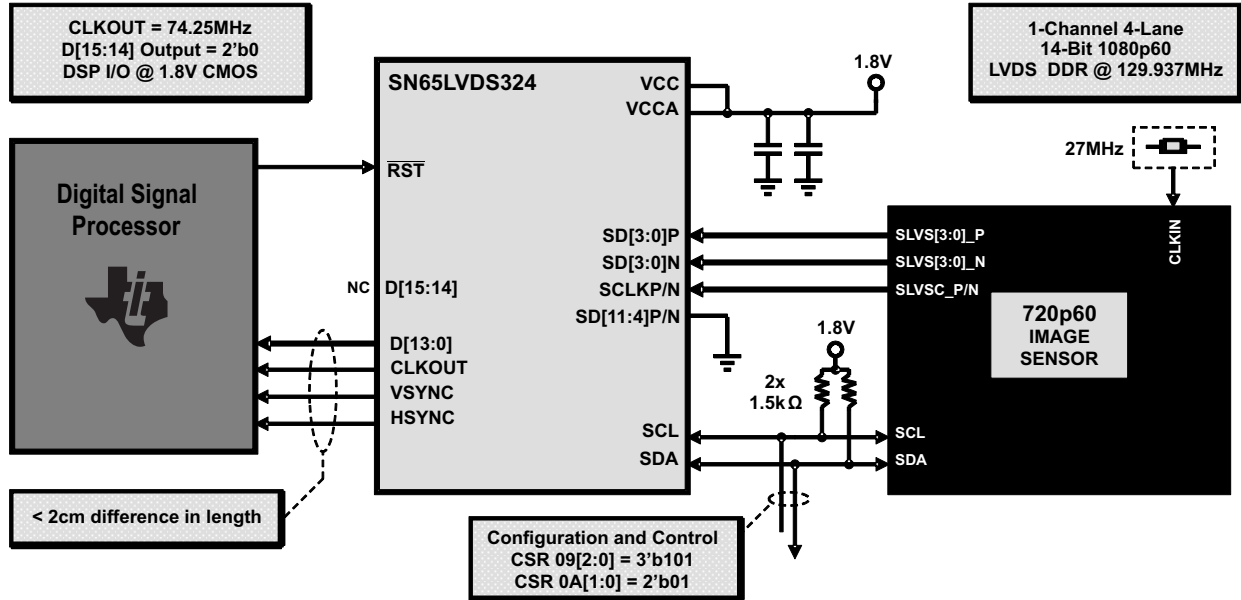 CLKOUT = 74.25MHz
D[15:14] Output = 2'b0
DSP I/O @ 1.8V CMOS
1-Channel 4-Lane
14-Bit 1080p60
LVDS DDR @ 129.937MHz
SN65LVDS324
VCC
VCCA
1.8V
27MHz
Digital Signal
Processor
RST
SD[3:0]P
SD[3:0]N
SCLKP/N
SD[11:4]P/N
SLVS[3:0]_P
SLVS[3:0]_N
SLVSC_P/N
CLKIN
NC
D[15:14]
720p60
IMAGE
SENSOR
D[13:0]
CLKOUT
VSYNC
HSYNC
1.8V
2x
1.5kΩ
SCL
SDA
SCL
SDA
< 2cm difference in length
Configuration and Control
CSR 09[2:0] = 3'b101
CSR 0A[1:0] = 2'b01